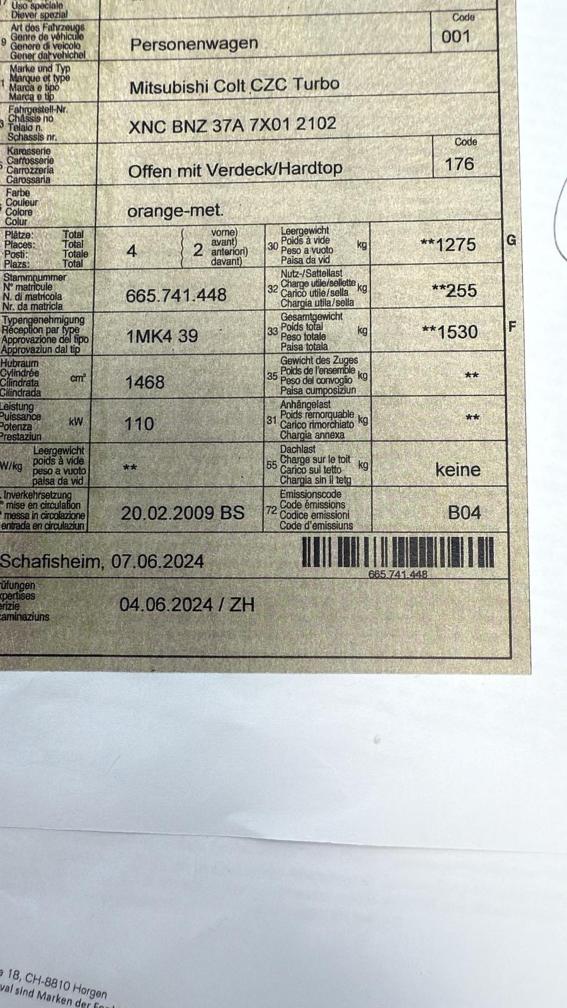 Uso speciale
Diever spezial
9 Art des Fahrzeugs
Genre de véhicule
Genere di veicolo
Gener da vehichel
Personenwagen
Code
001
Marke und Typ
Marque et type
Marca e tipo
Marca e tip
Mitsubishi Colt CZC Turbo
Fahrgestell-Nr.
Châssis no
Telaio n.
Schassis nr.
XNC BNZ 37A 7X01 2102
Karosserie
Carrosserie
Carrozzeria
Carossaria
Offen mit Verdeck/Hardtop
Code
176
Farbe
Couleur
Colore
Colur
orange-met.
Plätze: Total
Places: Total
Posti: Totale
Plazs: Total
4
2
vorne)
avant)
anteriori)
davant)
30 Leergewicht
Poids à vide
Peso a vuoto
Paisa da vid
kg
**1275
G
Stammnummer
N° matricule
N. di matricola
Nr. da matricla
665.741.448
32 Nutz-/Sattellast
Charge utile/sellette
Carico utile/sella
Chargia utila/sella
kg
**255
Typengenehmigung
Réception par type
Approvazione del tipo
Approvaziun dal tip
1MK4 39
33 Gesamtgewicht
Poids total
Peso totale
Paisa totala
kg
**1530
F
Hubraum
Cylindrée
Cilindrata
Cilindrada
cm³
1468
35 Gewicht des Zuges
Poids de l'ensemble
Peso del convoglio
Paisa cumposiziun
kg
**
Leistung
Puissance
Potenza
Prestaziun
kW
110
31 Anhängelast
Poids remorquable
Carico rimorchiato
Chargia annexa
kg
**
W/kg
Leergewicht
poids à vide
peso a vuoto
paisa da vid
**
55 Dachlast
Charge sur le toit
Carico sul tetto
Chargia sin il tetg
kg
keine
. Inverkehrsetzung
mise en circulation
messa in circolazione
entrada en circulaziun
20.02.2009 BS
72 Emissionscode
Code émissions
Codice emissioni
Code d'emissiuns
B04
Schafisheim, 07.06.2024
665.741.448
üfungen
xpertises
erizie
aminaziuns
04.06.2024 / ZH
18, CH-8810 Horgen
val sind Marken der